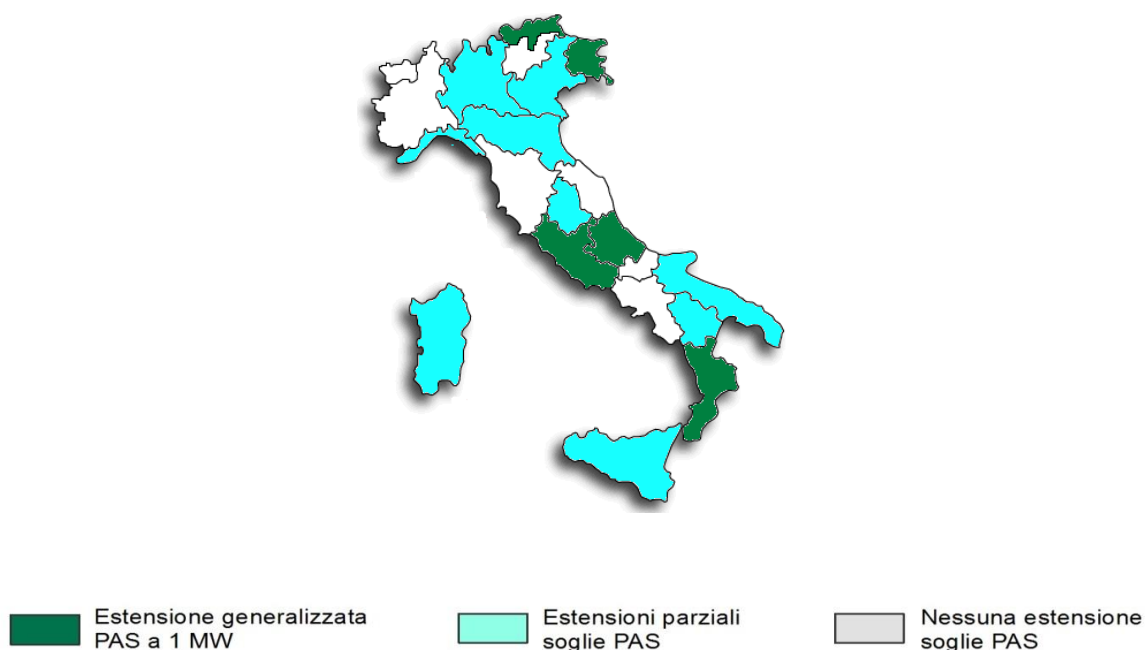 Estensione generalizzata
PAS a 1 MW
Estensioni parziali
soglie PAS
Nessuna estensione
soglie PAS